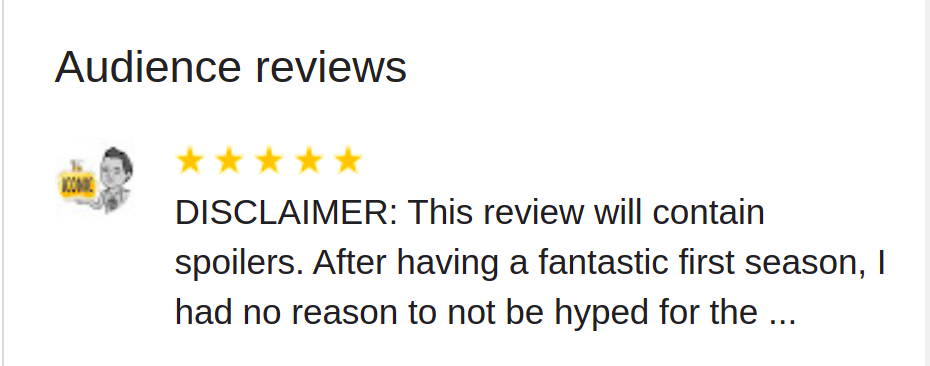 Audience reviews
DISCLAIMER: This review will contain
spoilers. After having a fantastic first season, I
had no reason to not be hyped for the ...